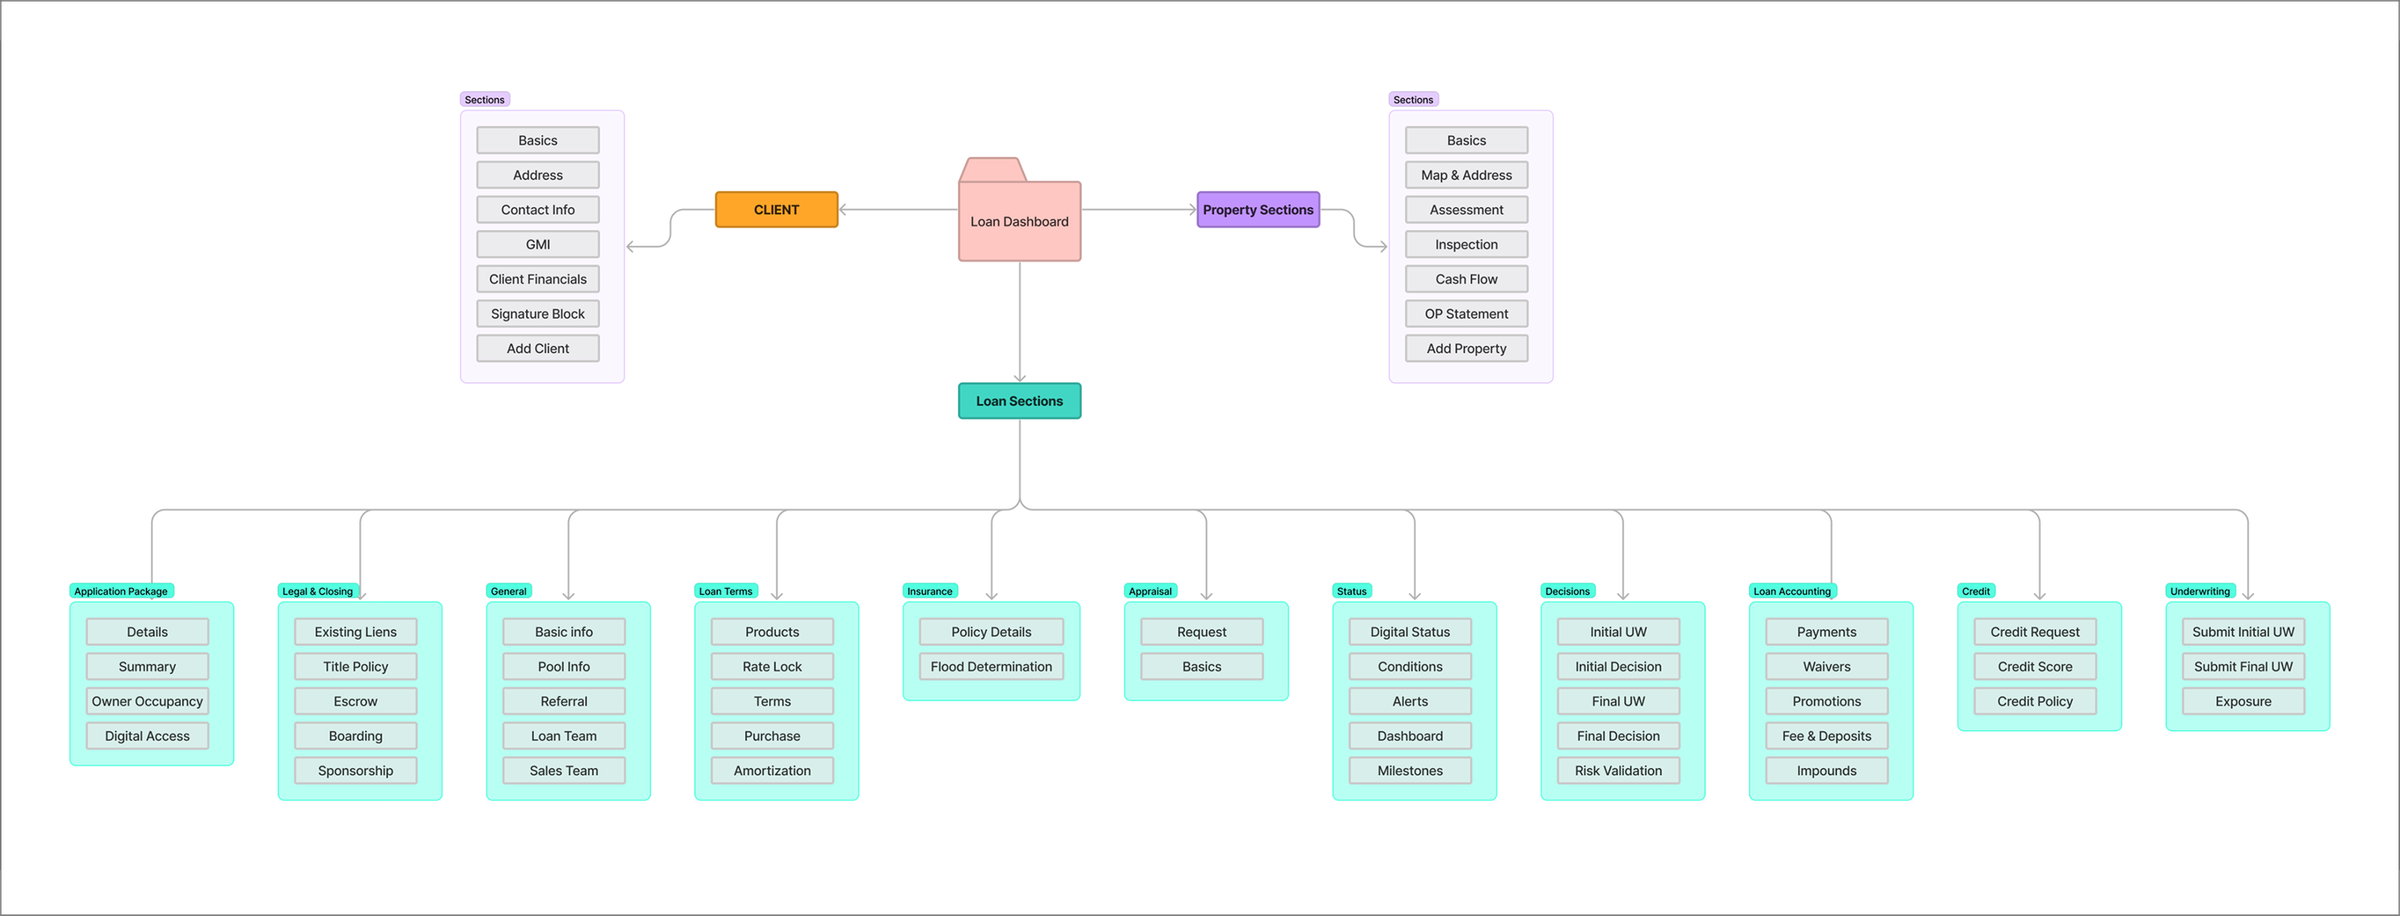 Sections
Basics
Address
Contact Info
GMI
Client Financials
Signature Block
Add Client
CLIENT
Loan Dashboard
Property Sections
Sections
Basics
Map & Address
Assessment
Inspection
Cash Flow
OP Statement
Add Property
Loan Sections
Application Package
Details
Summary
Owner Occupancy
Digital Access
Legal & Closing
Existing Liens
Title Policy
Escrow
Boarding
Sponsorship
General
Basic info
Pool Info
Referral
Loan Team
Sales Team
Loan Terms
Products
Rate Lock
Terms
Purchase
Amortization
Insurance
Policy Details
Flood Determination
Appraisal
Request
Basics
Status
Digital Status
Conditions
Alerts
Dashboard
Milestones
Decisions
Initial UW
Initial Decision
Final UW
Final Decision
Risk Validation
Loan Accounting
Payments
Waivers
Promotions
Fee & Deposits
Impounds
Credit
Credit Request
Credit Score
Credit Policy
Underwriting
Submit Initial UW
Submit Final UW
Exposure